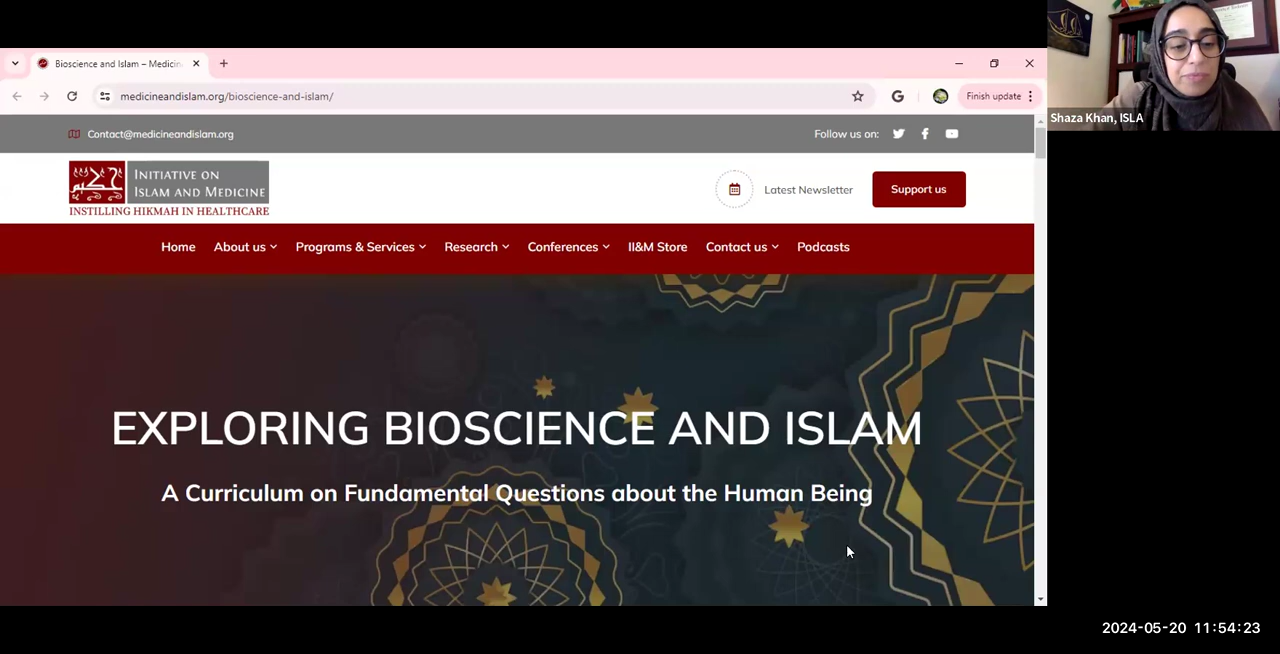 Bioscience and Islam – Medicin
medicineandislam.org/bioscience-and-islam/
Finish update
Contact@medicineandislam.org
Follow us on:
INITIATIVE ON
ISLAM AND MEDICINE
INSTILLING HIKMAH IN HEALTHCARE
Latest Newsletter
Support us
Home About us Programs & Services Research Conferences II&M Store Contact us Podcasts
EXPLORING BIOSCIENCE AND ISLAM
A Curriculum on Fundamental Questions about the Human Being
Shaza Khan, ISLA
2024-05-20 11:54:23